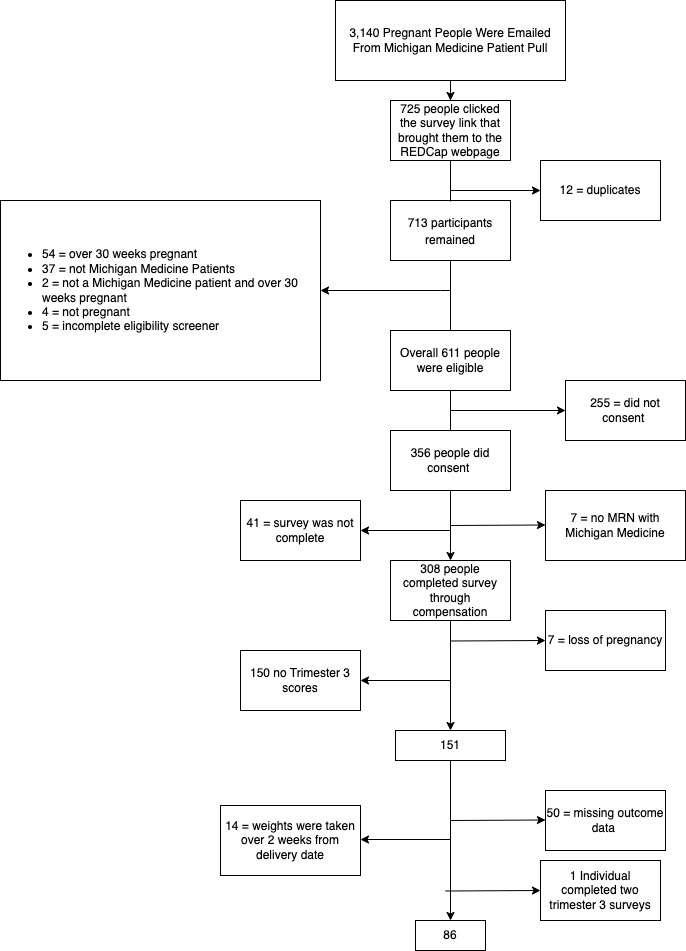 3,140 Pregnant People Were Emailed
From Michigan Medicine Patient Pull
725 people clicked
the survey link that
brought them to the
REDCap webpage
12 = duplicates
713 participants
remained
• 54 = over 30 weeks pregnant
• 37 = not Michigan Medicine Patients
• 2 = not a Michigan Medicine patient and over 30
weeks pregnant
• 4 = not pregnant
• 5 = incomplete eligibility screener
Overall 611 people
were eligible
255 = did not
consent
356 people did
consent
41 = survey was not
complete
7 = no MRN with
Michigan Medicine
308 people
completed survey
through
compensation
7 = loss of pregnancy
150 no Trimester 3
scores
151
14 = weights were taken
over 2 weeks from
delivery date
50 = missing outcome
data
1 Individual
completed two
trimester 3 surveys
86